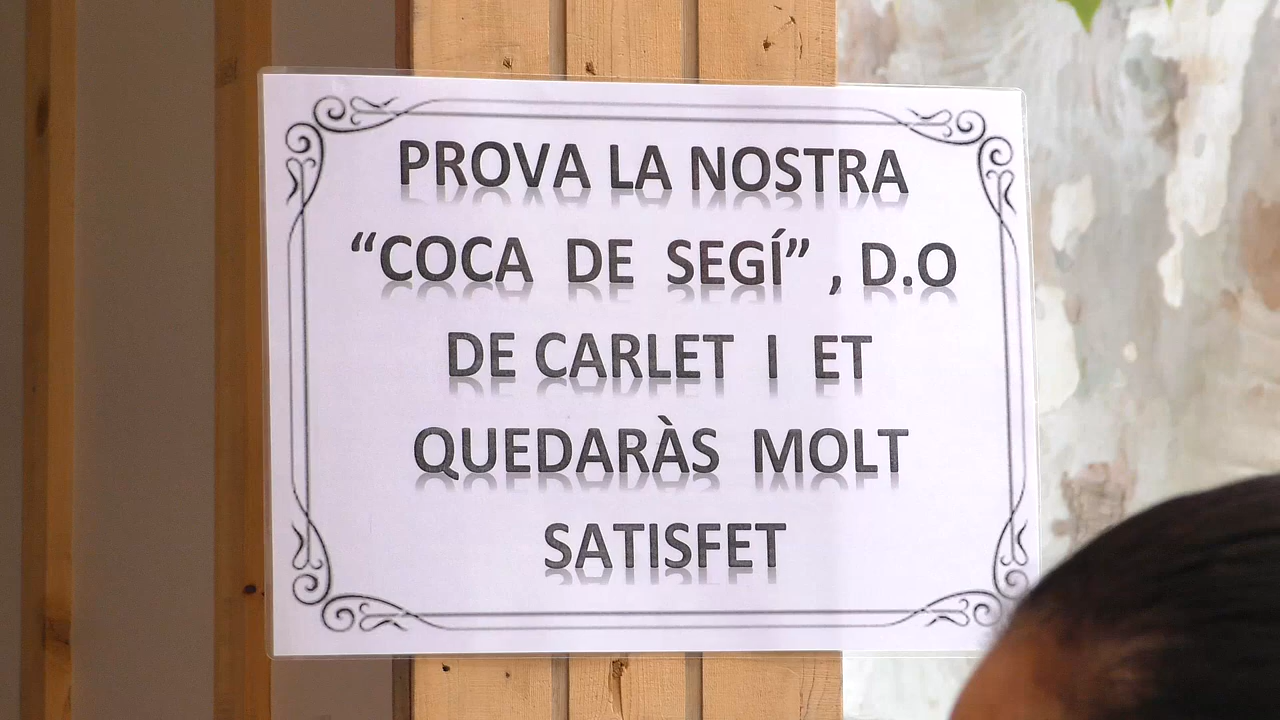 PROVA LA NOSTRA
“COCA DE SEGÍ” , D.O
DE CARLET I ET
QUEDARÀS MOLT
SATISFET